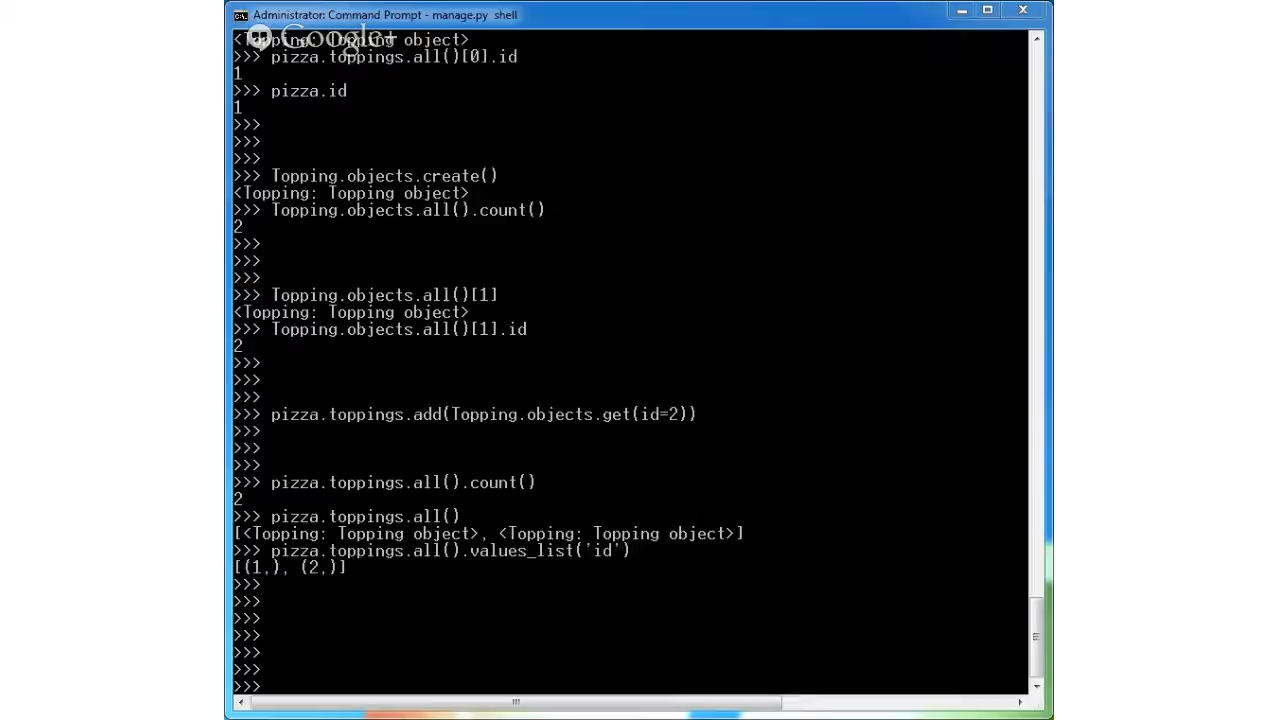 Administrator: Command Prompt - manage.py shell
Google+
<Topping: Topping object>
>>> pizza.toppings.all()[0].id
1
>>> pizza.id
1
>>>
>>>
>>>
>>> Topping.objects.create()
<Topping: Topping object>
>>> Topping.objects.all().count()
2
>>>
>>>
>>>
>>> Topping.objects.all()[1]
<Topping: Topping object>
>>> Topping.objects.all()[1].id
2
>>>
>>>
>>>
>>> pizza.toppings.add(Topping.objects.get(id=2))
>>>
>>>
>>>
>>> pizza.toppings.all().count()
2
>>> pizza.toppings.all()
[<Topping: Topping object>, <Topping: Topping object>]
>>> pizza.toppings.all().values_list('id')
[(1,), (2,)]
>>>
>>>
>>>
>>>
>>>
>>>
>>>